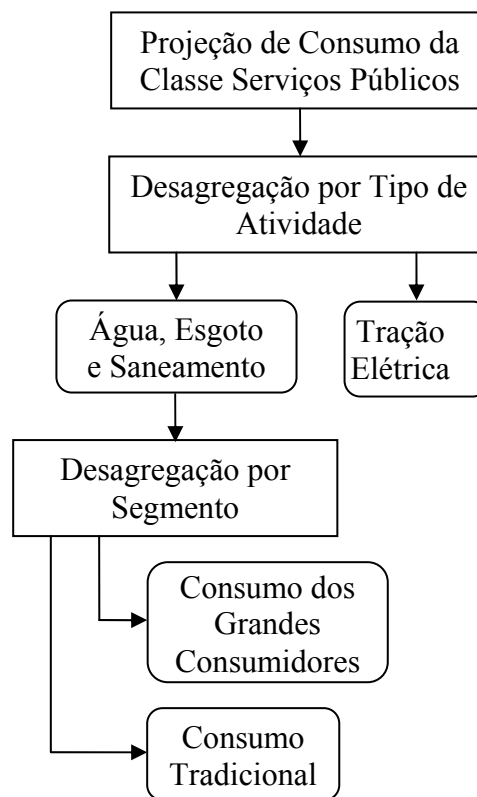 Projeção de Consumo da
Classe Serviços Públicos
Desagregação por Tipo de
Atividade
Água, Esgoto
e Saneamento
Tração
Elétrica
Desagregação por
Segmento
Consumo dos
Grandes
Consumidores
Consumo
Tradicional